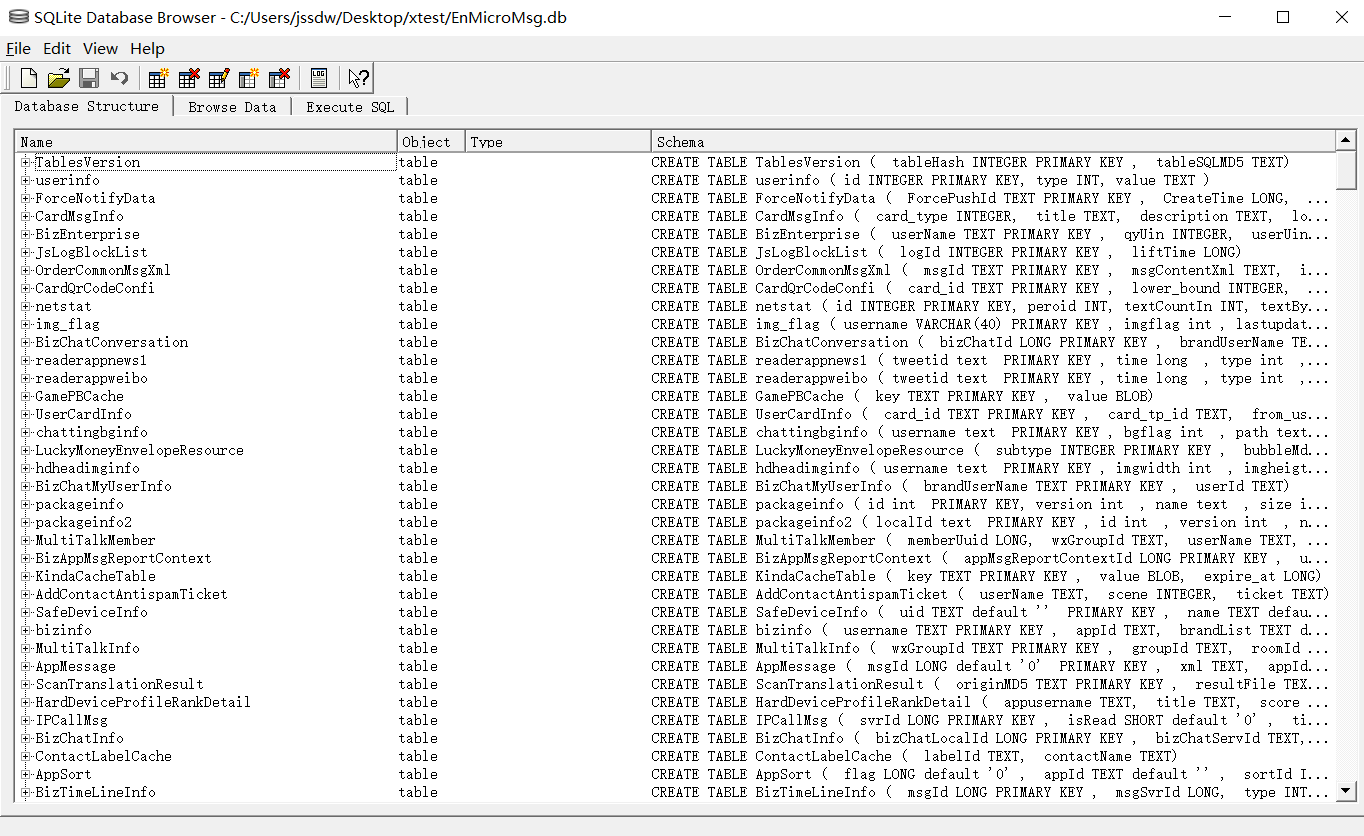 SQLite Database Browser - C:/Users/jssdw/Desktop/xtest/EnMicroMsg.db
File Edit View Help
LOG
Database Structure Browse Data Execute SQL
Name Object Type Schema
TablesVersion table CREATE TABLE TablesVersion ( tableHash INTEGER PRIMARY KEY , tableSQLMD5 TEXT)
userinfo table CREATE TABLE userinfo ( id INTEGER PRIMARY KEY, type INT, value TEXT )
ForceNotifyData table CREATE TABLE ForceNotifyData ( ForcePushId TEXT PRIMARY KEY , CreateTime LONG, ...
CardMsgInfo table CREATE TABLE CardMsgInfo ( card_type INTEGER, title TEXT, description TEXT, lo...
BizEnterprise table CREATE TABLE BizEnterprise ( userName TEXT PRIMARY KEY , qyUin INTEGER, userUin...
JsLogBlockList table CREATE TABLE JsLogBlockList ( logId INTEGER PRIMARY KEY , liftTime LONG)
OrderCommonMsgXml table CREATE TABLE OrderCommonMsgXml ( msgId TEXT PRIMARY KEY , msgContentXml TEXT, i...
CardQrCodeConfi table CREATE TABLE CardQrCodeConfi ( card_id TEXT PRIMARY KEY , lower_bound INTEGER, ...
netstat table CREATE TABLE netstat ( id INTEGER PRIMARY KEY, peroid INT, textCountIn INT, textBy...
img_flag table CREATE TABLE img_flag ( username VARCHAR(40) PRIMARY KEY , imgflag int , lastupdat...
BizChatConversation table CREATE TABLE BizChatConversation ( bizChatId LONG PRIMARY KEY , brandUserName TE...
readerappnews1 table CREATE TABLE readerappnews1 ( tweetid text PRIMARY KEY , time long , type int ,...
readerappweibo table CREATE TABLE readerappweibo ( tweetid text PRIMARY KEY , time long , type int ,...
GamePBCache table CREATE TABLE GamePBCache ( key TEXT PRIMARY KEY , value BLOB)
UserCardInfo table CREATE TABLE UserCardInfo ( card_id TEXT PRIMARY KEY , card_tp_id TEXT, from_us...
chattingbginfo table CREATE TABLE chattingbginfo ( username text PRIMARY KEY , bgflag int , path text...
LuckyMoneyEnvelopeResource table CREATE TABLE LuckyMoneyEnvelopeResource ( subtype INTEGER PRIMARY KEY , bubbleMd...
hdheadimginfo table CREATE TABLE hdheadimginfo ( username text PRIMARY KEY , imgwidth int , imgheigt...
BizChatMyUserInfo table CREATE TABLE BizChatMyUserInfo ( brandUserName TEXT PRIMARY KEY , userId TEXT)
packageinfo table CREATE TABLE packageinfo ( id int PRIMARY KEY, version int , name text , size i...
packageinfo2 table CREATE TABLE packageinfo2 ( localId text PRIMARY KEY , id int , version int , n...
MultiTalkMember table CREATE TABLE MultiTalkMember ( memberUuid LONG, wxGroupId TEXT, userName TEXT, ...
BizAppMsgReportContext table CREATE TABLE BizAppMsgReportContext ( appMsgReportContextId LONG PRIMARY KEY , u...
KindaCacheTable table CREATE TABLE KindaCacheTable ( key TEXT PRIMARY KEY , value BLOB, expire_at LONG)
AddContactAntispamTicket table CREATE TABLE AddContactAntispamTicket ( userName TEXT, scene INTEGER, ticket TEXT)
SafeDeviceInfo table CREATE TABLE SafeDeviceInfo ( uid TEXT default '' PRIMARY KEY , name TEXT defau...
bizinfo table CREATE TABLE bizinfo ( username TEXT PRIMARY KEY , appId TEXT, brandList TEXT d...
MultiTalkInfo table CREATE TABLE MultiTalkInfo ( wxGroupId TEXT PRIMARY KEY , groupId TEXT, roomId ...
AppMessage table CREATE TABLE AppMessage ( msgId LONG default '0' PRIMARY KEY , xml TEXT, appId...
ScanTranslationResult table CREATE TABLE ScanTranslationResult ( originMD5 TEXT PRIMARY KEY , resultFile TEX...
HardDeviceProfileRankDetail table CREATE TABLE HardDeviceProfileRankDetail ( appusername TEXT, title TEXT, score ...
IPCallMsg table CREATE TABLE IPCallMsg ( svrId LONG PRIMARY KEY , isRead SHORT default '0' , ti...
BizChatInfo table CREATE TABLE BizChatInfo ( bizChatLocalId LONG PRIMARY KEY , bizChatServId TEXT,...
ContactLabelCache table CREATE TABLE ContactLabelCache ( labelId TEXT, contactName TEXT)
AppSort table CREATE TABLE AppSort ( flag LONG default '0' , appId TEXT default '' , sortId I...
BizTimeLineInfo table CREATE TABLE BizTimeLineInfo ( msgId LONG PRIMARY KEY , msgSvrId LONG, type INT...